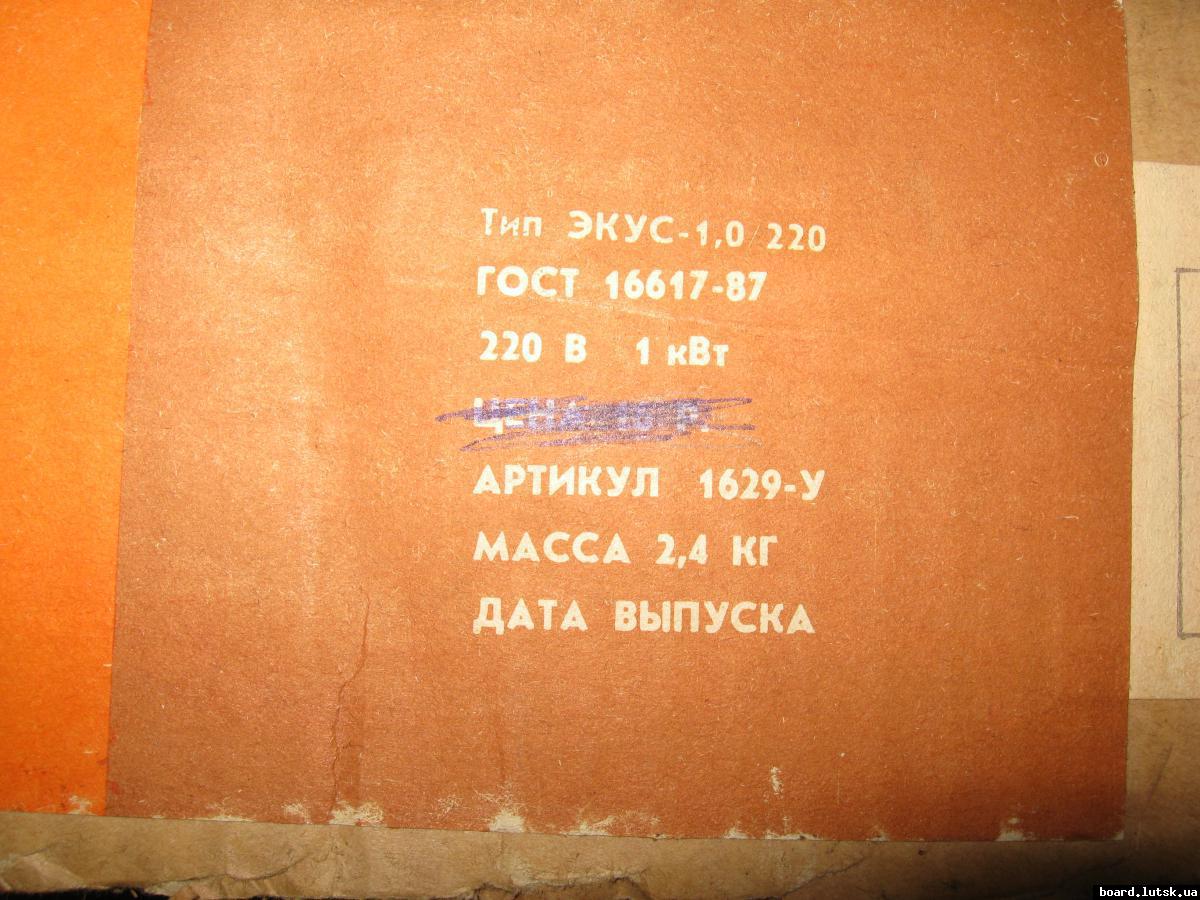 Тип ЭКУС-1,0/220
ГОСТ 16617-87
220 В 1 кВт
ЦЕНА Р.
АРТИКУЛ 1629-У
МАССА 2,4 КГ
ДАТА ВЫПУСКА
board.lutsk.ua